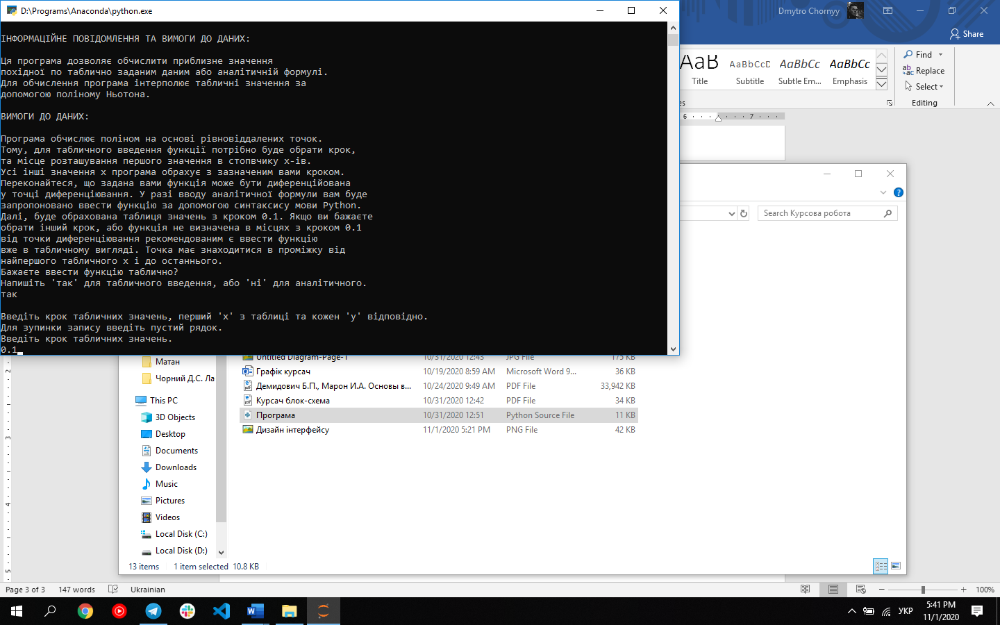 D:\Programs\Anaconda\python.exe
ІНФОРМАЦІЙНЕ ПОВІДОМЛЕННЯ ТА ВИМОГИ ДО ДАНИХ:
Ця програма дозволяє обчислити приблизне значення
похідної по таблично заданим даним або аналітичній формулі.
Для обчислення програма інтерполює табличні значення за
допомогою поліному Ньотона.
ВИМОГИ ДО ДАНИХ:
Програма обчислює поліном на основі рівновіддалених точок.
Тому, для табличного введення функції потрібно буде обрати крок,
та місце розташування першого значення в стопвчику х-ів.
Усі інші значення х програма обрахує з зазначеним вами кроком.
Переконайтеся, що задана вами функція може бути диференційована
у точці диференціювання. У разі вводу аналітичної формули вам буде
запропоновано ввести функцію за допомогою синтаксису мови Python.
Далі, буде обрахована таблиця значень з кроком 0.1. Якщо ви бажаєте
обрати інший крок, або функція не визначена в місцях з кроком 0.1
від точки диференціювання рекомендованим є ввести функцію
вже в табличному вигляді. Точка має знаходитися в проміжку від
найпершого табличного х і до останнього.
Бажаєте ввести функцію таблично?
Напишіть 'так' для табличного введення, або 'ні' для аналітичного.
так
Введіть крок табличних значень, перший 'х' з таблиці та кожен 'у' відповідно.
Для зупинки запису введіть пустий рядок.
Введіть крок табличних значень.
0.1
Dmytro Chornyy
Share
AaB AaBbCcD AaBbCc AaBbCc
Title Subtitle Subtle Em... Emphasis
es
Find
Replace
Select
Editing
6 7
Search Курсова робота
Матан
Чорний Д.С. Ла
This PC
3D Objects
Desktop
Documents
Downloads
Music
Pictures
Videos
Local Disk (C:)
Local Disk (D:)
Untitled Diagram-Page-1 10/31/2020 12:43 JPG File 175 KB
Графік курсач 10/19/2020 8:59 AM Microsoft Word 9... 36 KB
Демидович Б.П., Марон И.А. Основы в... 10/24/2020 9:49 AM PDF File 33,942 KB
Курсач блок-схема 10/31/2020 12:42 PDF File 34 KB
Програма 10/31/2020 12:51 Python Source File 11 KB
Дизайн інтерфейсу 11/1/2020 5:21 PM PNG File 42 KB
13 items 1 item selected 10.8 KB
2
3
4
5
Page 3 of 3 147 words Ukrainian 100%
УКР
5:41 PM
11/1/2020